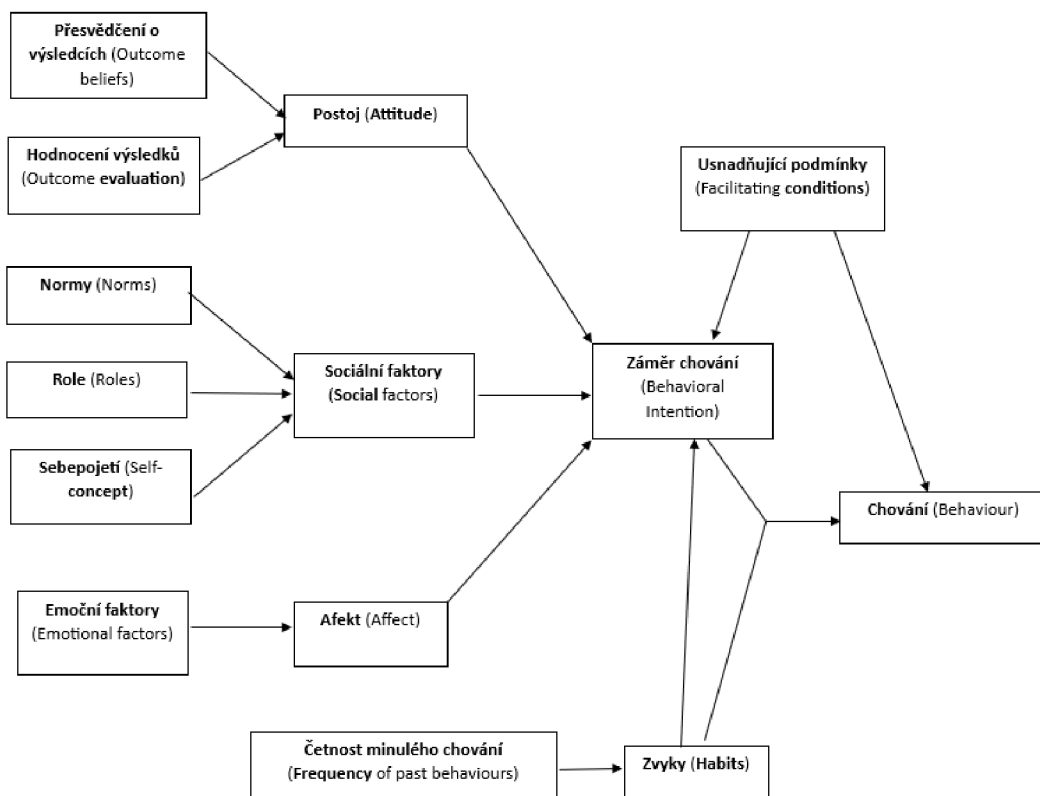 Přesvědčení o
výsledcích (Outcome
beliefs)
Hodnocení výsledků
(Outcome evaluation)
Postoj (Attitude)
Usnadňující podmínky
(Facilitating conditions)
Normy (Norms)
Role (Roles)
Sebepojetí (Self-
concept)
Sociální faktory
(Social factors)
Záměr chování
(Behavioral
Intention)
Chování (Behaviour)
Emoční faktory
(Emotional factors)
Afekt (Affect)
Četnost minulého chování
(Frequency of past behaviours)
Zvyky (Habits)